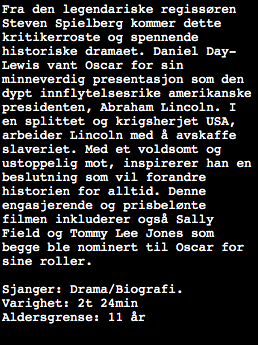 Fra den legendariske regissøren
Steven Spielberg kommer dette
kritikerroste og spennende
historiske dramaet. Daniel Day-
Lewis vant Oscar for sin
minneverdig presentasjon som den
dypt innflytelsesrike amerikanske
presidenten, Abraham Lincoln. I
en splittet og krigsherjet USA,
arbeider Lincoln med å avskaffe
slaveriet. Med et voldsomt og
ustoppelig mot, inspirerer han en
beslutning som vil forandre
historien for alltid. Denne
engasjerende og prisbelønte
filmen inkluderer også Sally
Field og Tommy Lee Jones som
begge ble nominert til Oscar for
sine roller.

Sjanger: Drama/Biografi.
Varighet: 2t 24min
Aldersgrense: 11 år